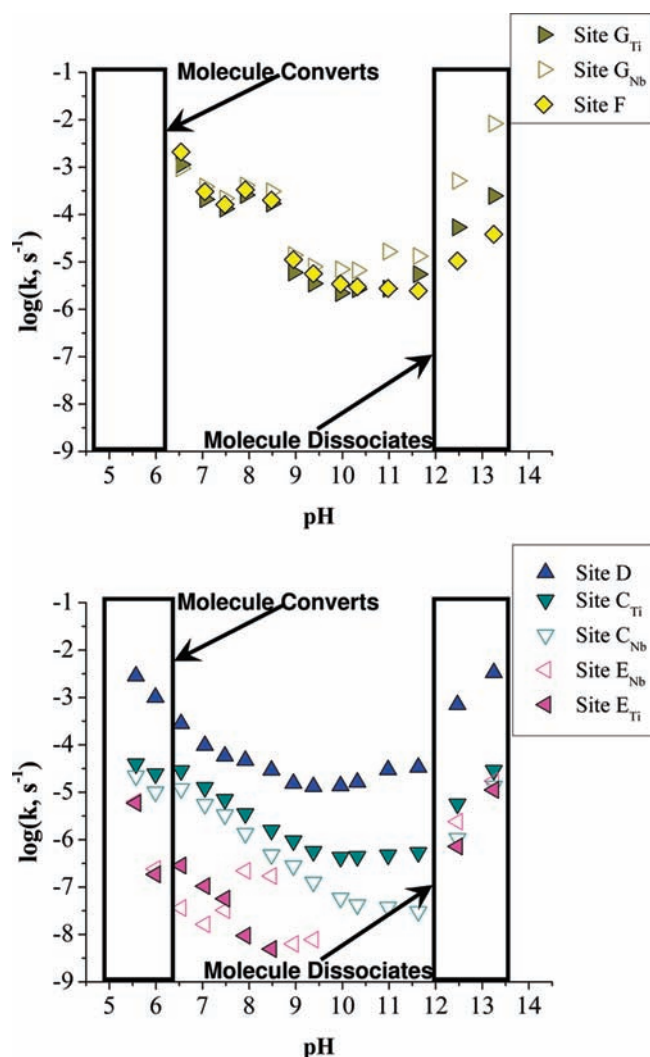 Site G_Ti
Site G_Nb
Site F
Molecule Converts
-1
-2
-3
-4
-5
-6
-7
-8
-9
log(k, s⁻¹)
Molecule Dissociates
5 6 7 8 9 10 11 12 13 14
pH
Site D
Site C_Ti
Site C_Nb
Site E_Nb
Site E_Ti
Molecule Converts
-1
-2
-3
-4
-5
-6
-7
-8
-9
log(k, s⁻¹)
Molecule Dissociates
5 6 7 8 9 10 11 12 13 14
pH